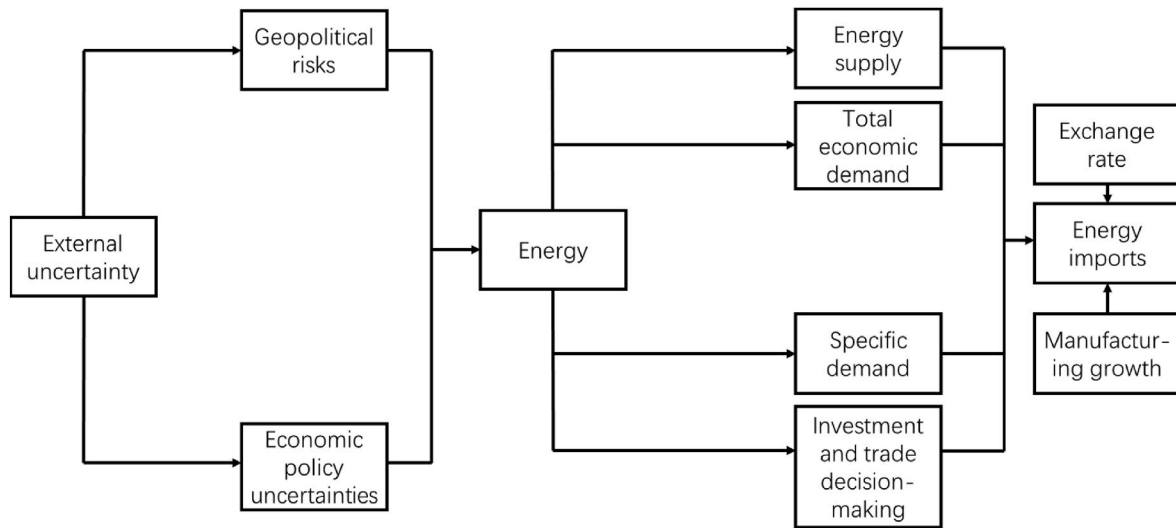 Geopolitical
risks
Energy
supply
Total
economic
demand
Exchange
rate
External
uncertainty
Energy
Energy
imports
Specific
demand
Manufactur-
ing growth
Economic
policy
uncertainties
Investment
and trade
decision-
making